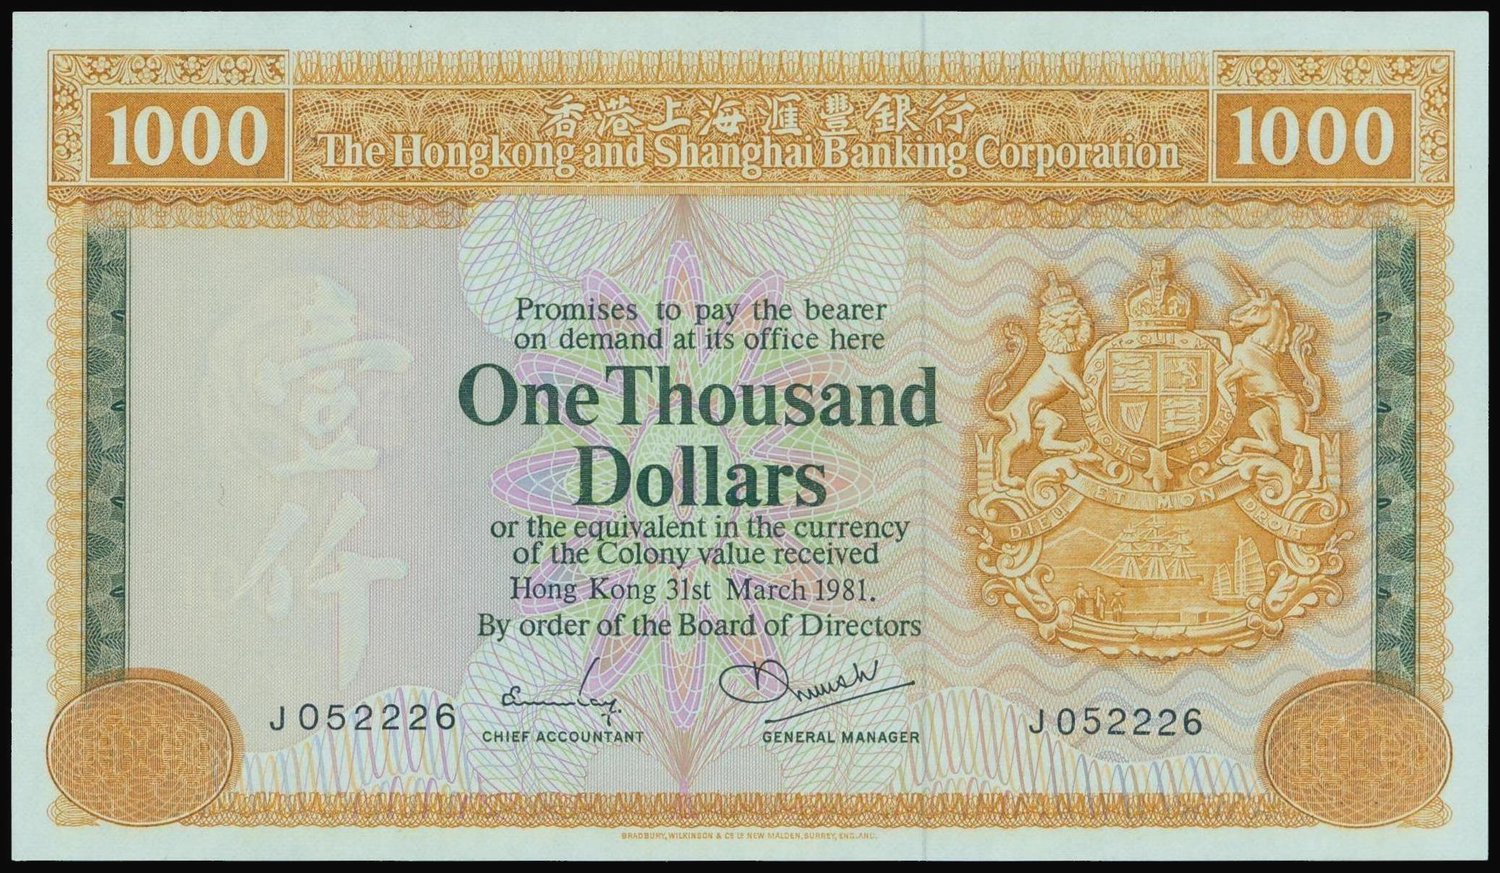 1000
香港上海滙豐銀行
1000
The Hongkong and Shanghai Banking Corporation
壹仟
Promises to pay the bearer
on demand at its office here
One Thousand
Dollars
or the equivalent in the currency
of the Colony value received
Hong Kong 31st March 1981.
By order of the Board of Directors
DIEU ET MON DROIT
J 052226
CHIEF ACCOUNTANT
GENERAL MANAGER
J 052226
BRADBURY, WILKINSON & Co Ld NEW MALDEN, SURREY, ENGLAND.